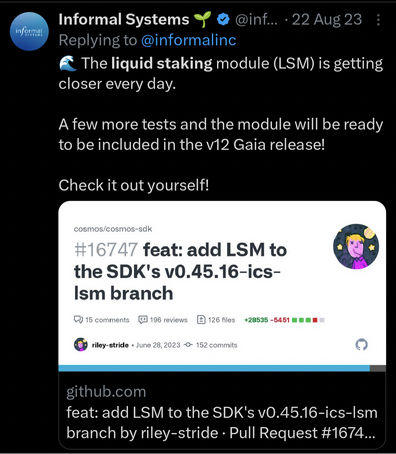 informal
SYSTEMS
Informal Systems 🌱 @inf... · 22 Aug 23
Replying to @informalinc
🌊 The liquid staking module (LSM) is getting
closer every day.
A few more tests and the module will be ready
to be included in the v12 Gaia release!
Check it out yourself!
cosmos/cosmos-sdk
#16747 feat: add LSM to
the SDK's v0.45.16-ics-
lsm branch
15 comments 196 reviews 126 files +28535 -5451
riley-stride • June 28, 2023 152 commits
github.com
feat: add LSM to the SDK's v0.45.16-ics-lsm
branch by riley-stride · Pull Request #1674...